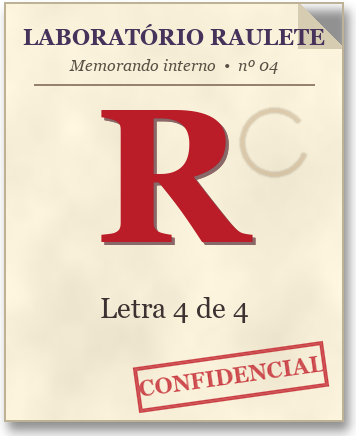 LABORATÓRIO RAULETE
Memorando interno • nº 04
R
Letra 4 de 4
CONFIDENCIAL